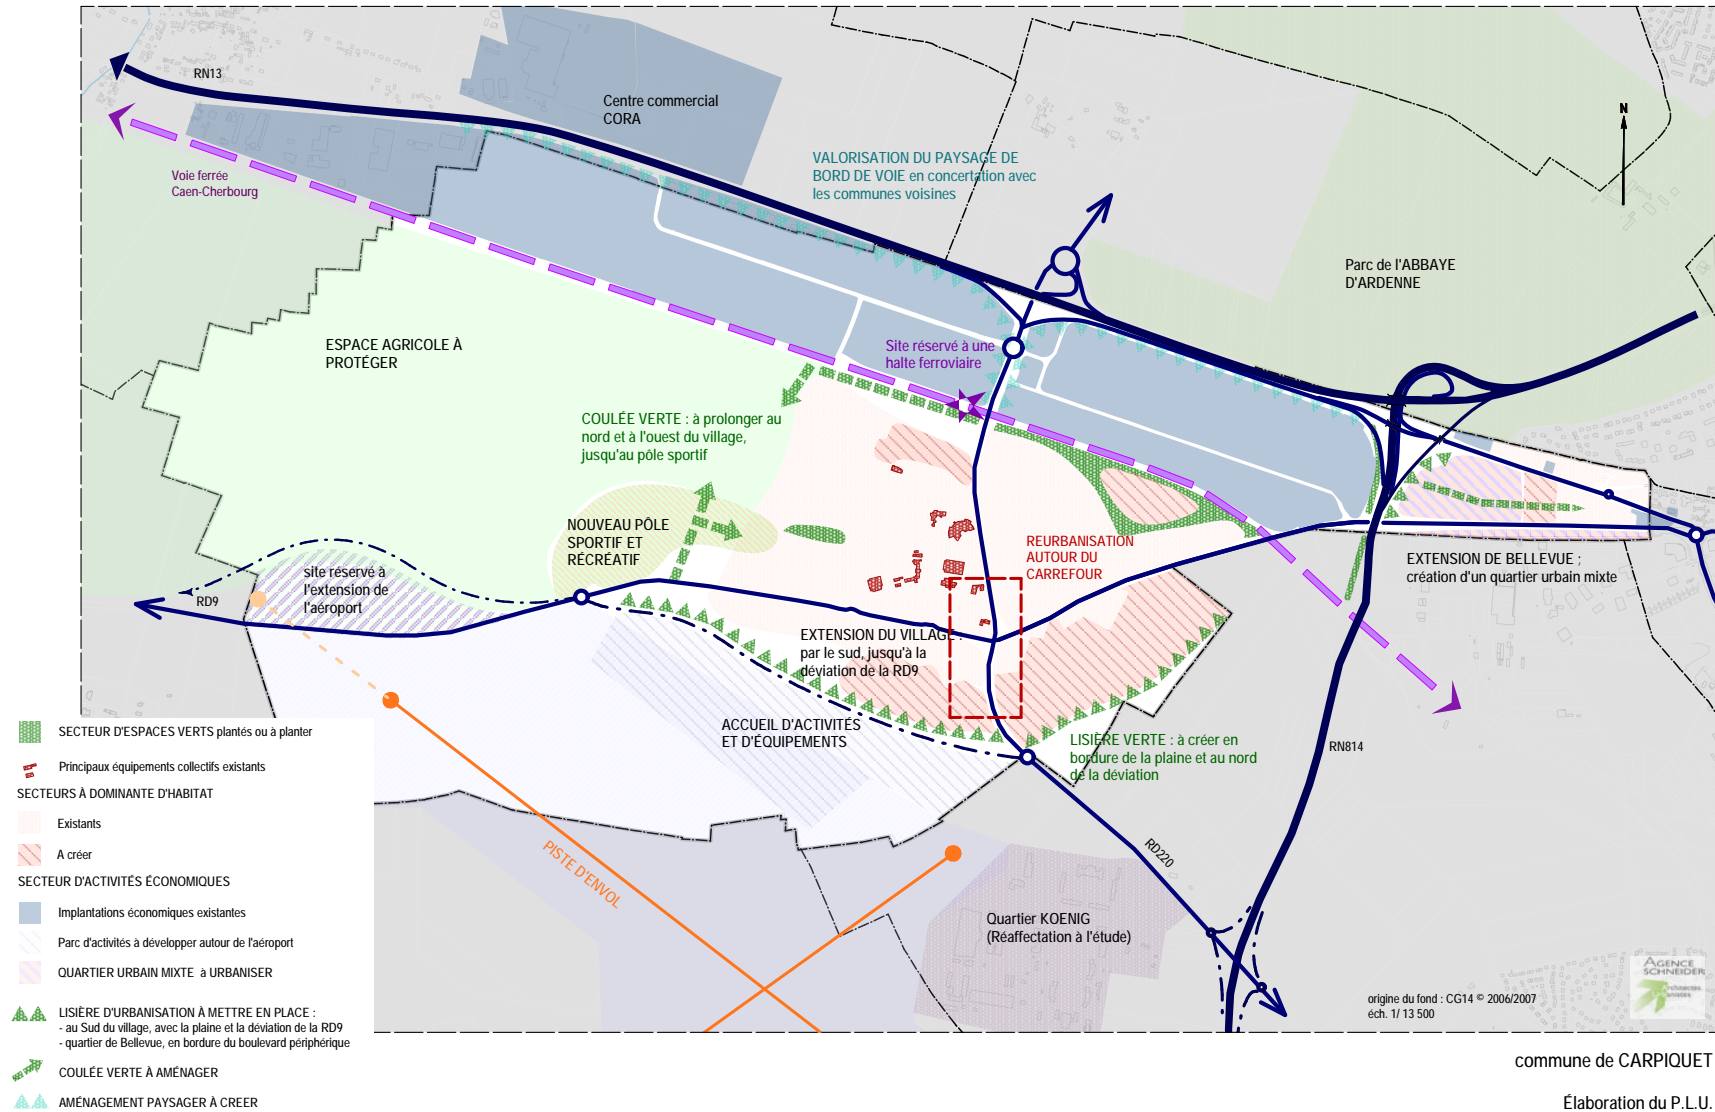 RN13
Centre commercial
CORA
Voie ferrée
Caen-Cherbourg
VALORISATION DU PAYSAGE DE
BORD DE VOIE en concertation avec
les communes voisines
N
Parc de l'ABBAYE
D'ARDENNE
ESPACE AGRICOLE À
PROTÉGER
Site réservé à une
halte ferroviaire
COULÉE VERTE : à prolonger au
nord et à l'ouest du village,
jusqu'au pôle sportif
NOUVEAU PÔLE
SPORTIF ET
RÉCRÉATIF
REURBANISATION
AUTOUR DU
CARREFOUR
EXTENSION DE BELLEVUE ;
création d'un quartier urbain mixte
site réservé à
l'extension de
l'aéroport
RD9
EXTENSION DU VILLAGE :
par le sud, jusqu'à la
déviation de la RD9
ACCUEIL D'ACTIVITÉS
ET D'ÉQUIPEMENTS
LISIÈRE VERTE : à créer en
bordure de la plaine et au nord
de la déviation
RN814
RD220
PISTE D'ENVOL
Quartier KOENIG
(Réaffectation à l'étude)
SECTEUR D'ESPACES VERTS plantés ou à planter
Principaux équipements collectifs existants
SECTEURS À DOMINANTE D'HABITAT
Existants
A créer
SECTEUR D'ACTIVITÉS ÉCONOMIQUES
Implantations économiques existantes
Parc d'activités à développer autour de l'aéroport
QUARTIER URBAIN MIXTE à URBANISER
LISIÈRE D'URBANISATION À METTRE EN PLACE :
- au Sud du village, avec la plaine et la déviation de la RD9
- quartier de Bellevue, en bordure du boulevard périphérique
COULÉE VERTE À AMÉNAGER
AMÉNAGEMENT PAYSAGER À CREER
origine du fond : CG14 © 2006/2007
éch. 1/ 13 500
AGENCE
SCHNEIDER
commune de CARPIQUET
Élaboration du P.L.U.